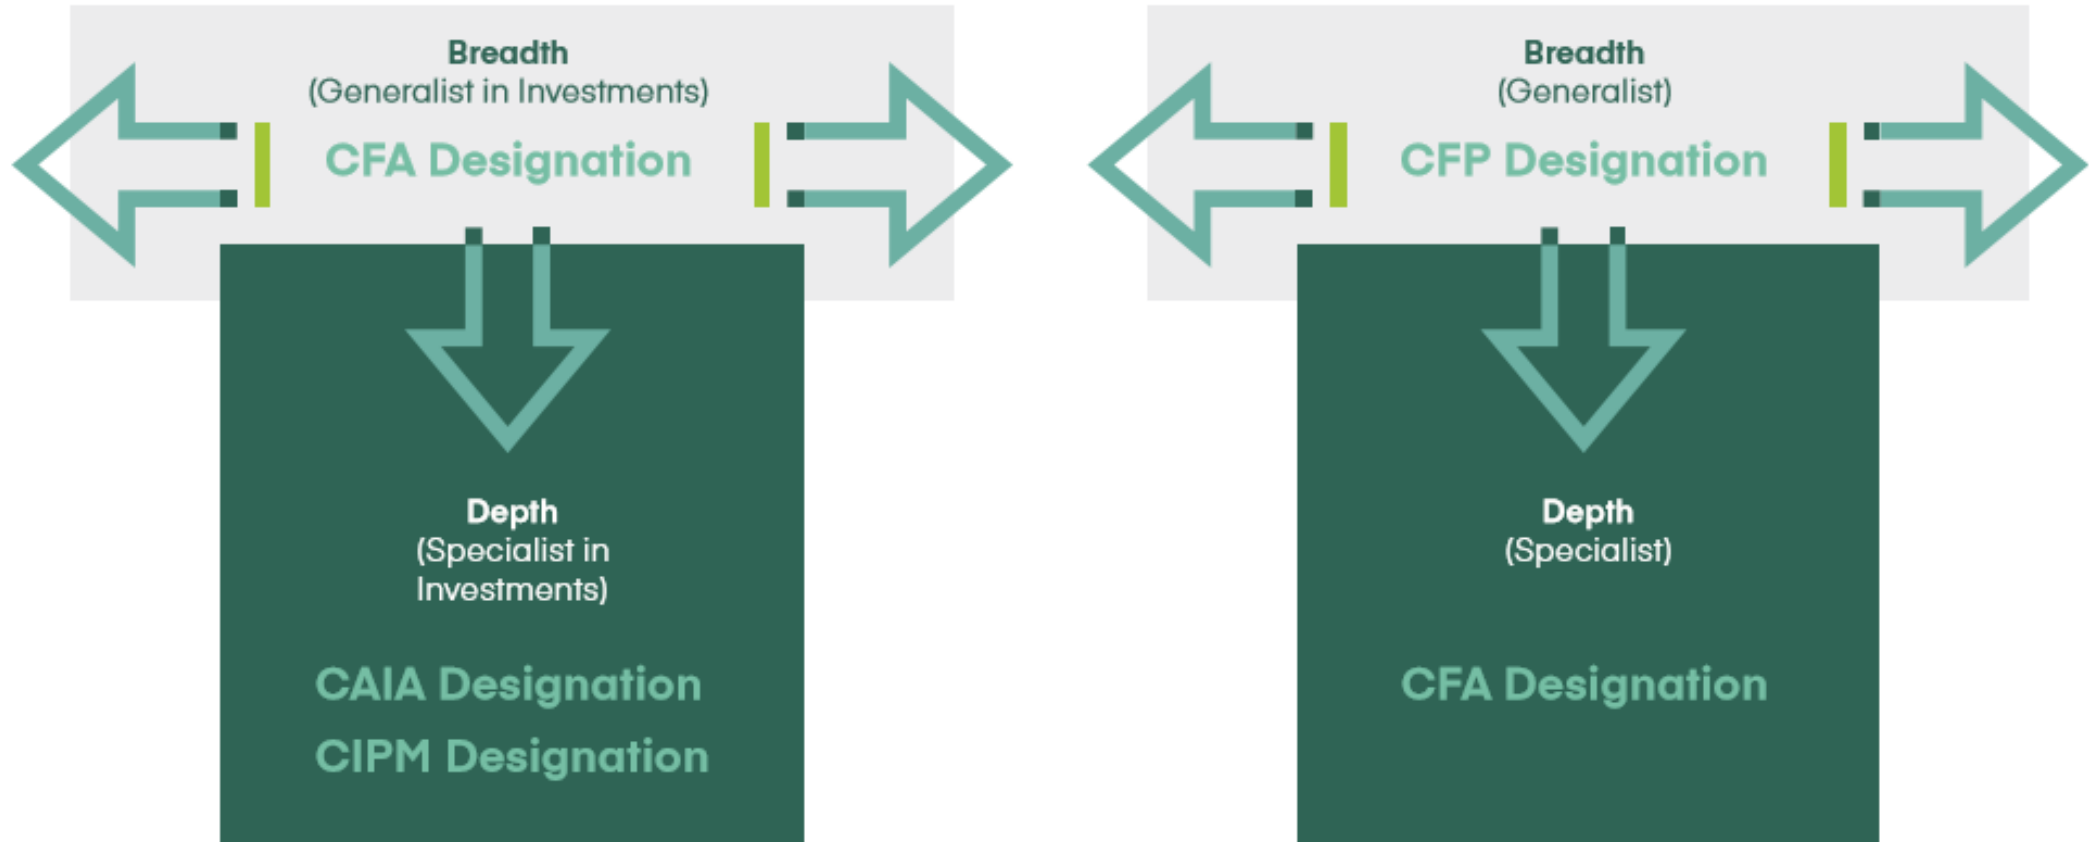 Breadth
(Generalist in Investments)
CFA Designation
Depth
(Specialist in
Investments)
CAIA Designation
CIPM Designation
Breadth
(Generalist)
CFP Designation
Depth
(Specialist)
CFA Designation